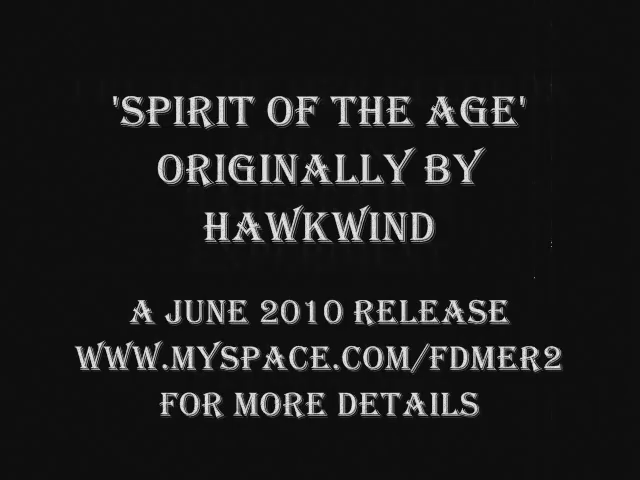 'SPIRIT OF THE AGE'
ORIGINALLY BY
HAWKWIND
A JUNE 2010 RELEASE
WWW.MYSPACE.COM/FDMER2
FOR MORE DETAILS